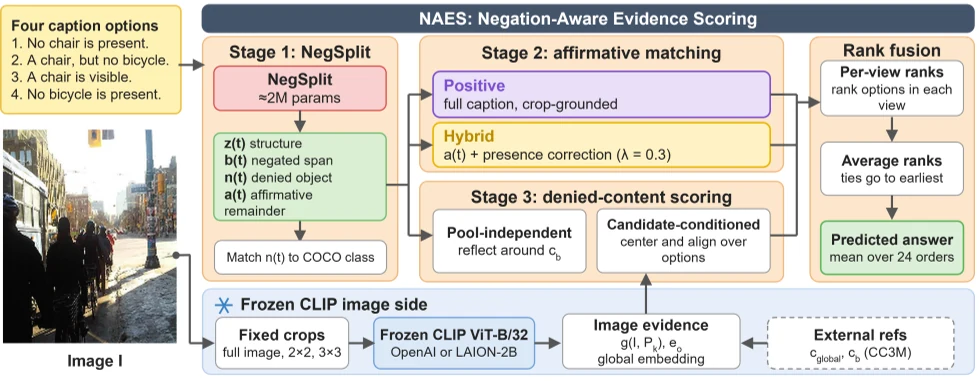 NAES: Negation-Aware Evidence Scoring
Four caption options
1. No chair is present.
2. A chair, but no bicycle.
3. A chair is visible.
4. No bicycle is present.
Image I
Stage 1: NegSplit
NegSplit
≈2M params
z(t) structure
b(t) negated span
n(t) denied object
a(t) affirmative
remainder
Match n(t) to COCO class
Stage 2: affirmative matching
Positive
full caption, crop-grounded
Hybrid
a(t) + presence correction (λ = 0.3)
Stage 3: denied-content scoring
Pool-independent
reflect around c_b
Candidate-conditioned
center and align over
options
Rank fusion
Per-view ranks
rank options in each
view
Average ranks
ties go to earliest
Predicted answer
mean over 24 orders
Frozen CLIP image side
Fixed crops
full image, 2×2, 3×3
Frozen CLIP ViT-B/32
OpenAI or LAION-2B
Image evidence
g(I, P_k), e_o
global embedding
External refs
c_global, c_b (CC3M)